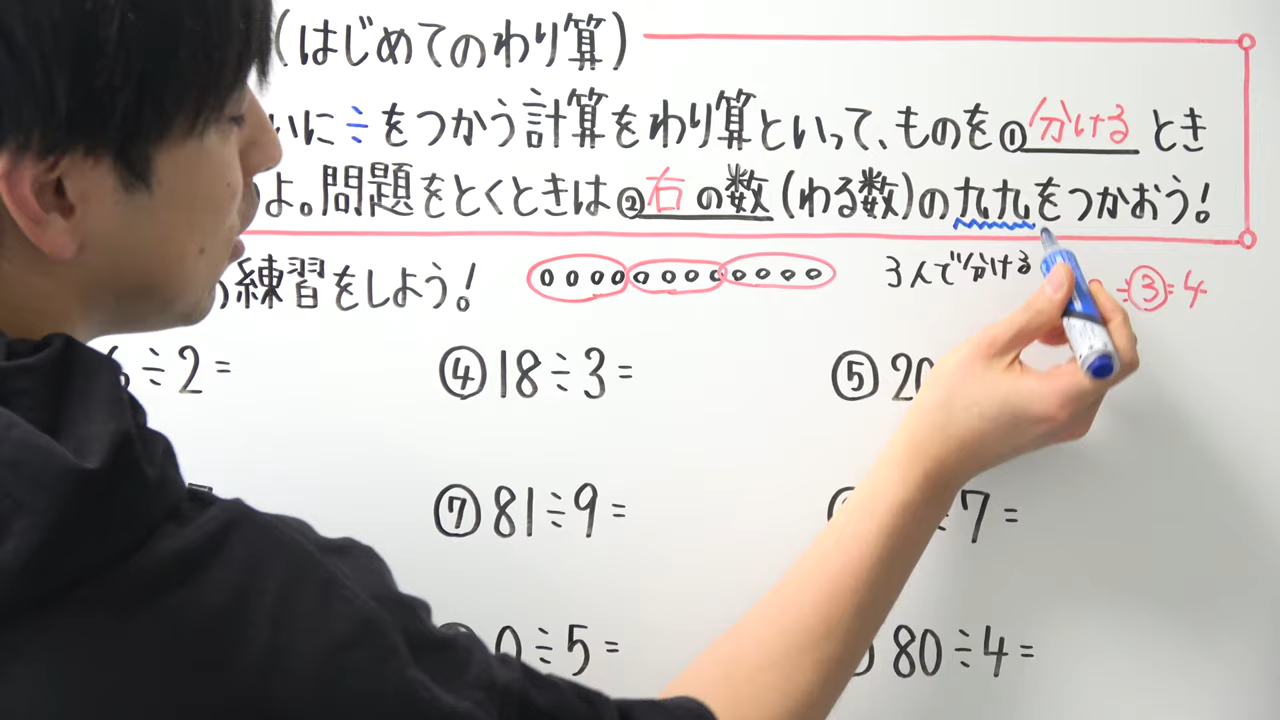 (はじめてのわり算)
いに÷をつかう計算をわり算といって、ものを①分けるとき
よ。問題をとくときは②右の数(わる数)の九九をつかおう!
練習をしよう!
3人で分ける
÷3=4
6÷2=
④18÷3=
⑤20
⑦81÷9=
÷7=
0÷5=
80÷4=